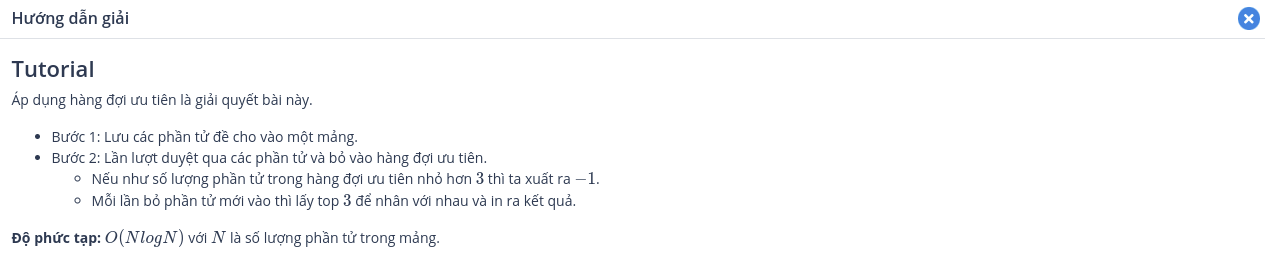 Hướng dẫn giải
Tutorial
Áp dụng hàng đợi ưu tiên là giải quyết bài này.
• Bước 1: Lưu các phần tử đề cho vào một mảng.
• Bước 2: Lần lượt duyệt qua các phần tử và bỏ vào hàng đợi ưu tiên.
◦ Nếu như số lượng phần tử trong hàng đợi ưu tiên nhỏ hơn 3 thì ta xuất ra −1.
◦ Mỗi lần bỏ phần tử mới vào thì lấy top 3 để nhân với nhau và in ra kết quả.
Độ phức tạp: O(NlogN) với N là số lượng phần tử trong mảng.